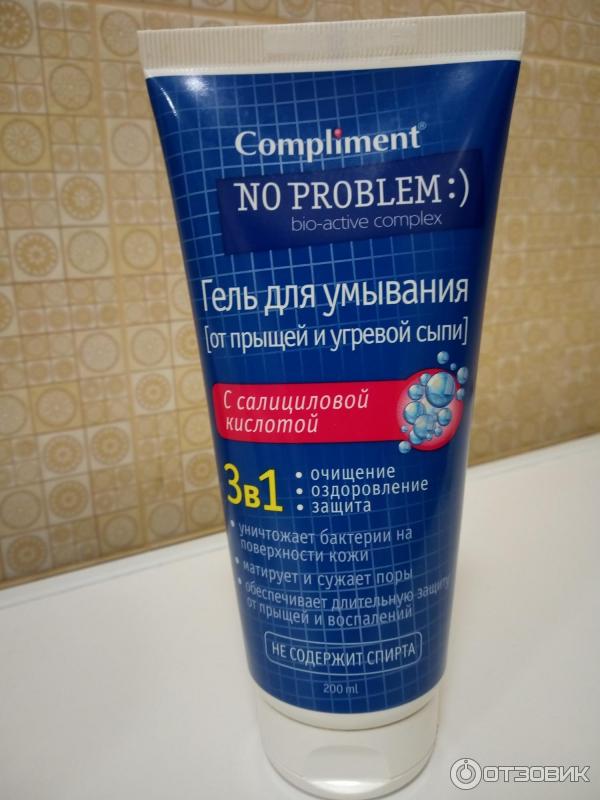 Compliment®
NO PROBLEM:)
bio-active complex
Гель для умывания
[от прыщей и угревой сыпи]
С салициловой
кислотой
3в1
• очищение
• оздоровление
• защита
• уничтожает бактерии на
поверхности кожи
• матирует и сужает поры
• обеспечивает длительную защиту
от прыщей и воспалений
НЕ СОДЕРЖИТ СПИРТА
200 ml
ОТЗОВИК